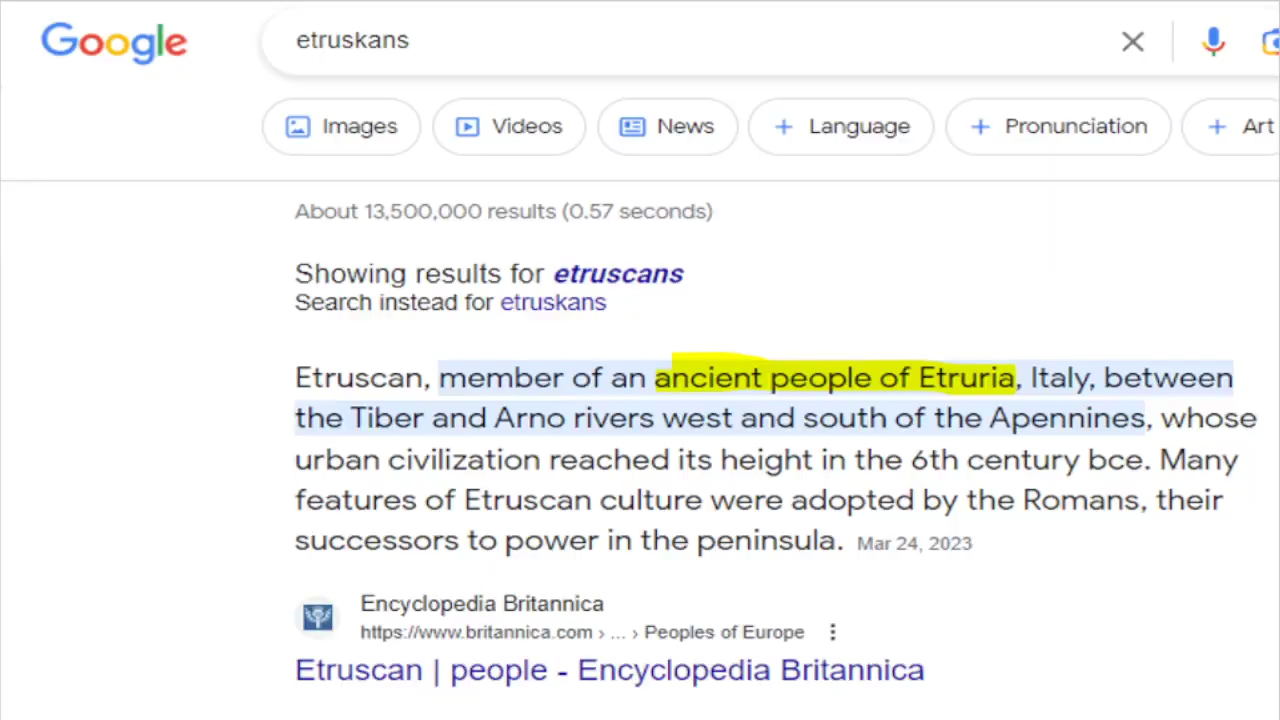 Google
etruskans
Images Videos News Language Pronunciation Art
About 13,500,000 results (0.57 seconds)
Showing results for etruscans
Search instead for etruskans
Etruscan, member of an ancient people of Etruria, Italy, between
the Tiber and Arno rivers west and south of the Apennines, whose
urban civilization reached its height in the 6th century bce. Many
features of Etruscan culture were adopted by the Romans, their
successors to power in the peninsula. Mar 24, 2023
Encyclopedia Britannica
https://www.britannica.com › ... › Peoples of Europe
Etruscan | people - Encyclopedia Britannica